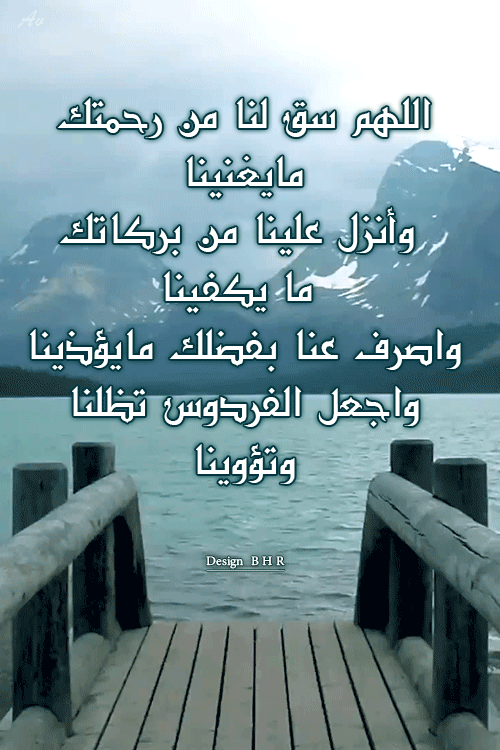 Av
اللهم سق لنا من رحمتك
مايغنينا
وأنزل علينا من بركاتك
ما يكفينا
واصرف عنا بفضلك مايؤذينا
واجعل الفردوس تظلنا
وتؤوينا
Design B H R